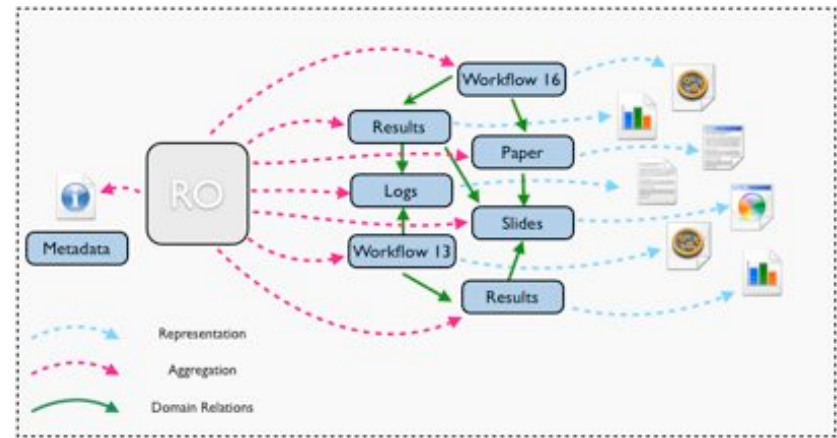 Workflow 16
Results
Paper
RO
Logs
Slides
Metadata
Workflow 13
Results
Representation
Aggregation
Domain Relations